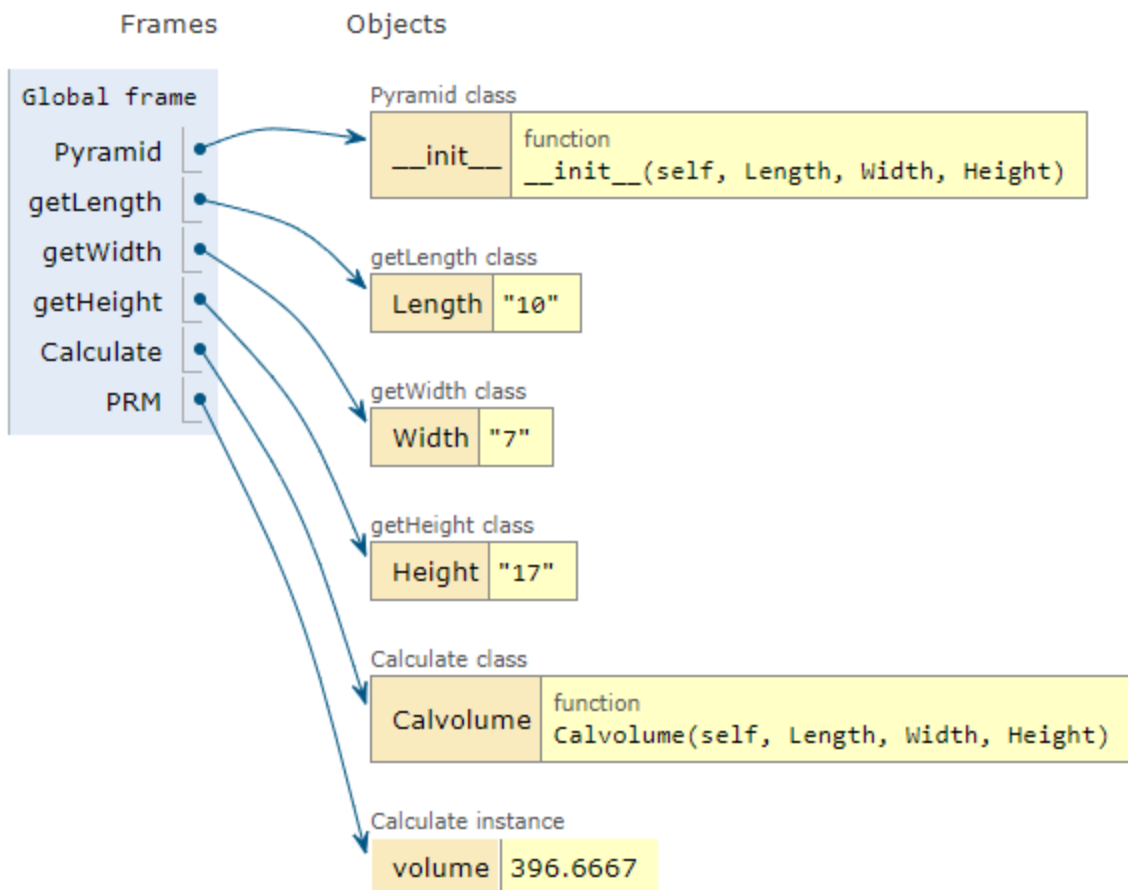 Frames Objects
Global frame
Pyramid
getLength
getWidth
getHeight
Calculate
PRM
Pyramid class
__init__ function
__init__(self, Length, Width, Height)
getLength class
Length "10"
getWidth class
Width "7"
getHeight class
Height "17"
Calculate class
Calvolume function
Calvolume(self, Length, Width, Height)
Calculate instance
volume 396.6667